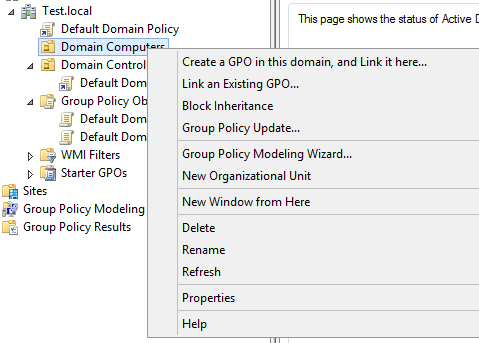 Test.local
This page shows the status of Active D
Default Domain Policy
Domain Computers
Domain Control
Default Dom
Group Policy Ob
Default Dom
Default Dom
WMI Filters
Starter GPOs
Sites
Group Policy Modeling
Group Policy Results
Create a GPO in this domain, and Link it here...
Link an Existing GPO...
Block Inheritance
Group Policy Update...
Group Policy Modeling Wizard...
New Organizational Unit
New Window from Here
Delete
Rename
Refresh
Properties
Help